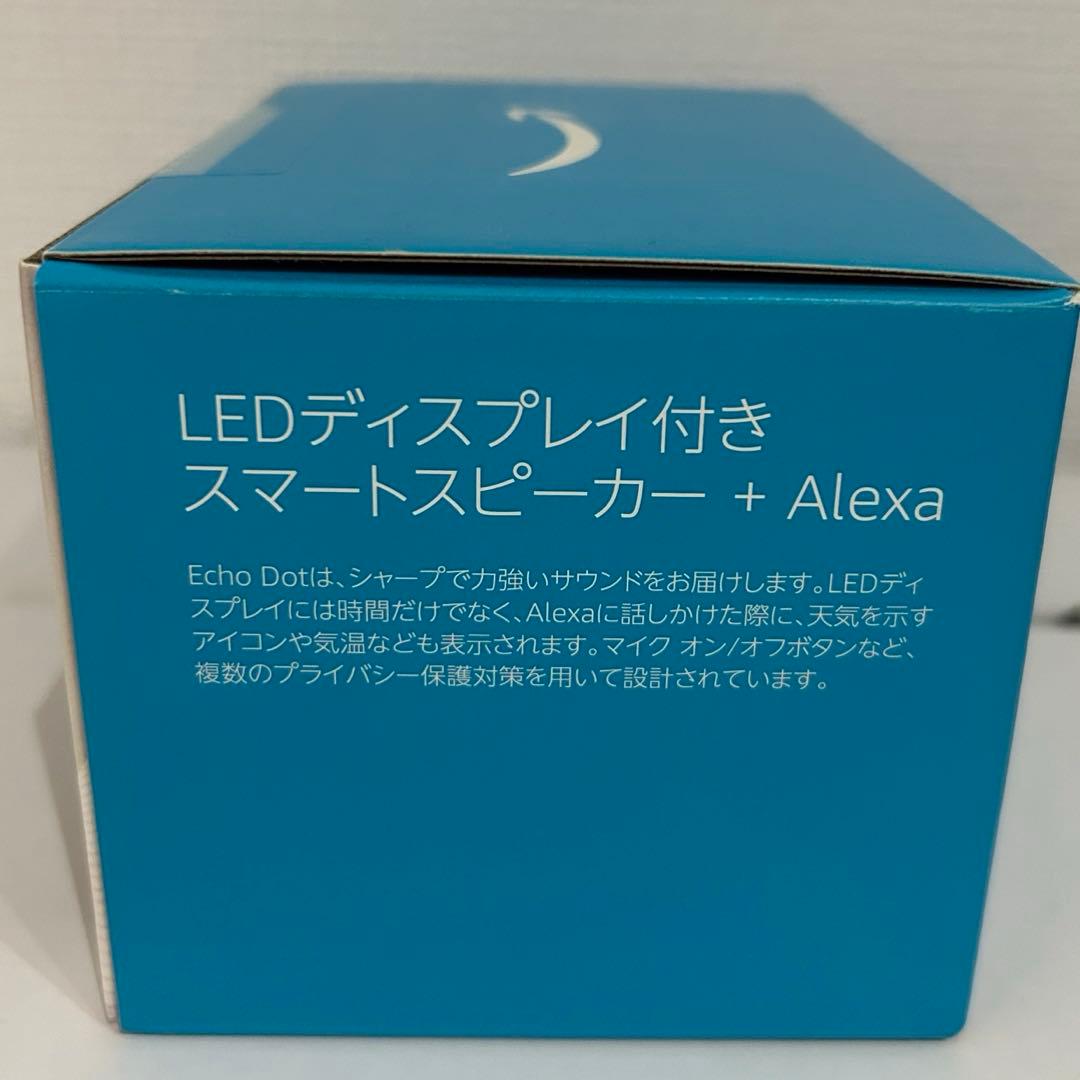 LEDディスプレイ付き
スマートスピーカー + Alexa
Echo Dotは、シャープで力強いサウンドをお届けします。LEDディ
スプレイには時間だけでなく、Alexaに話しかけた際に、天気を示す
アイコンや気温なども表示されます。マイク オン/オフボタンなど、
複数のプライバシー保護対策を用いて設計されています。